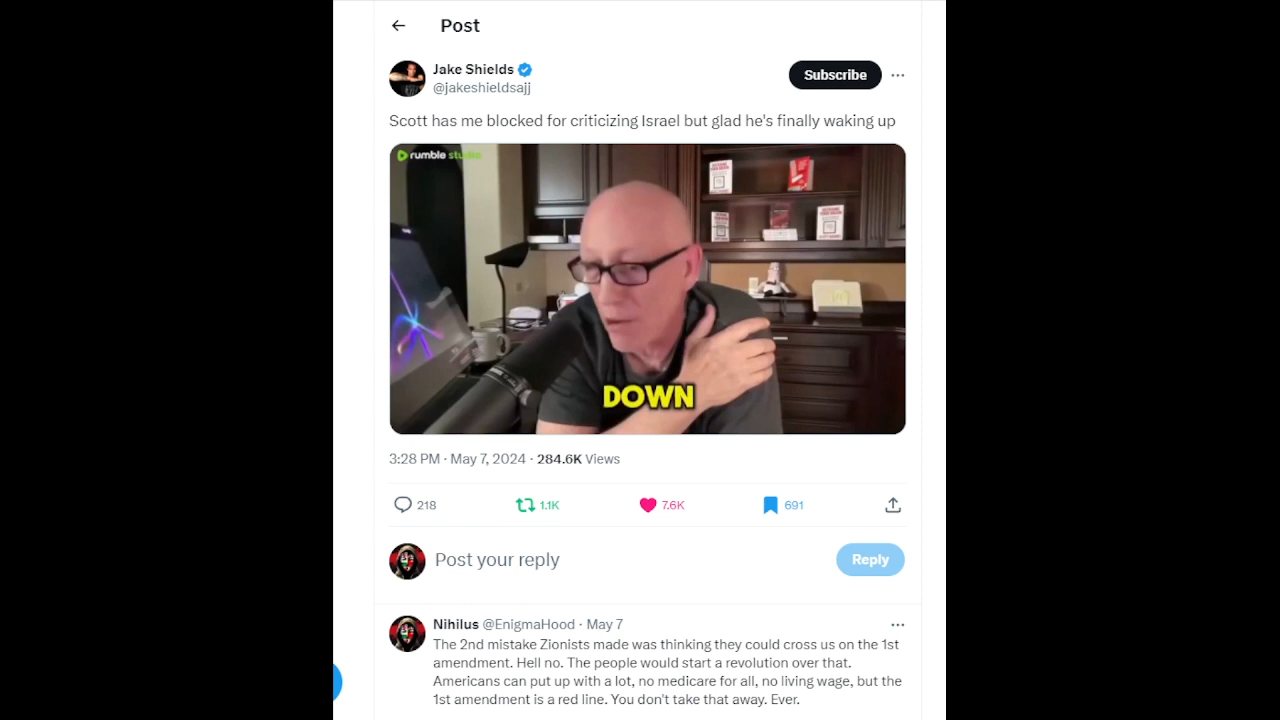 Post
Jake Shields
@jakeshieldsajj
Subscribe
Scott has me blocked for criticizing Israel but glad he's finally waking up
rumble studio
DOWN
3:28 PM · May 7, 2024 · 284.6K Views
218
1.1K
7.6K
691
Post your reply
Reply
Nihilus @EnigmaHood · May 7
The 2nd mistake Zionists made was thinking they could cross us on the 1st
amendment. Hell no. The people would start a revolution over that.
Americans can put up with a lot, no medicare for all, no living wage, but the
1st amendment is a red line. You don't take that away. Ever.